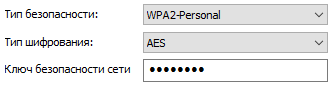 Тип безопасности: WPA2-Personal
Тип шифрования: AES
Ключ безопасности сети ●●●●●●●●